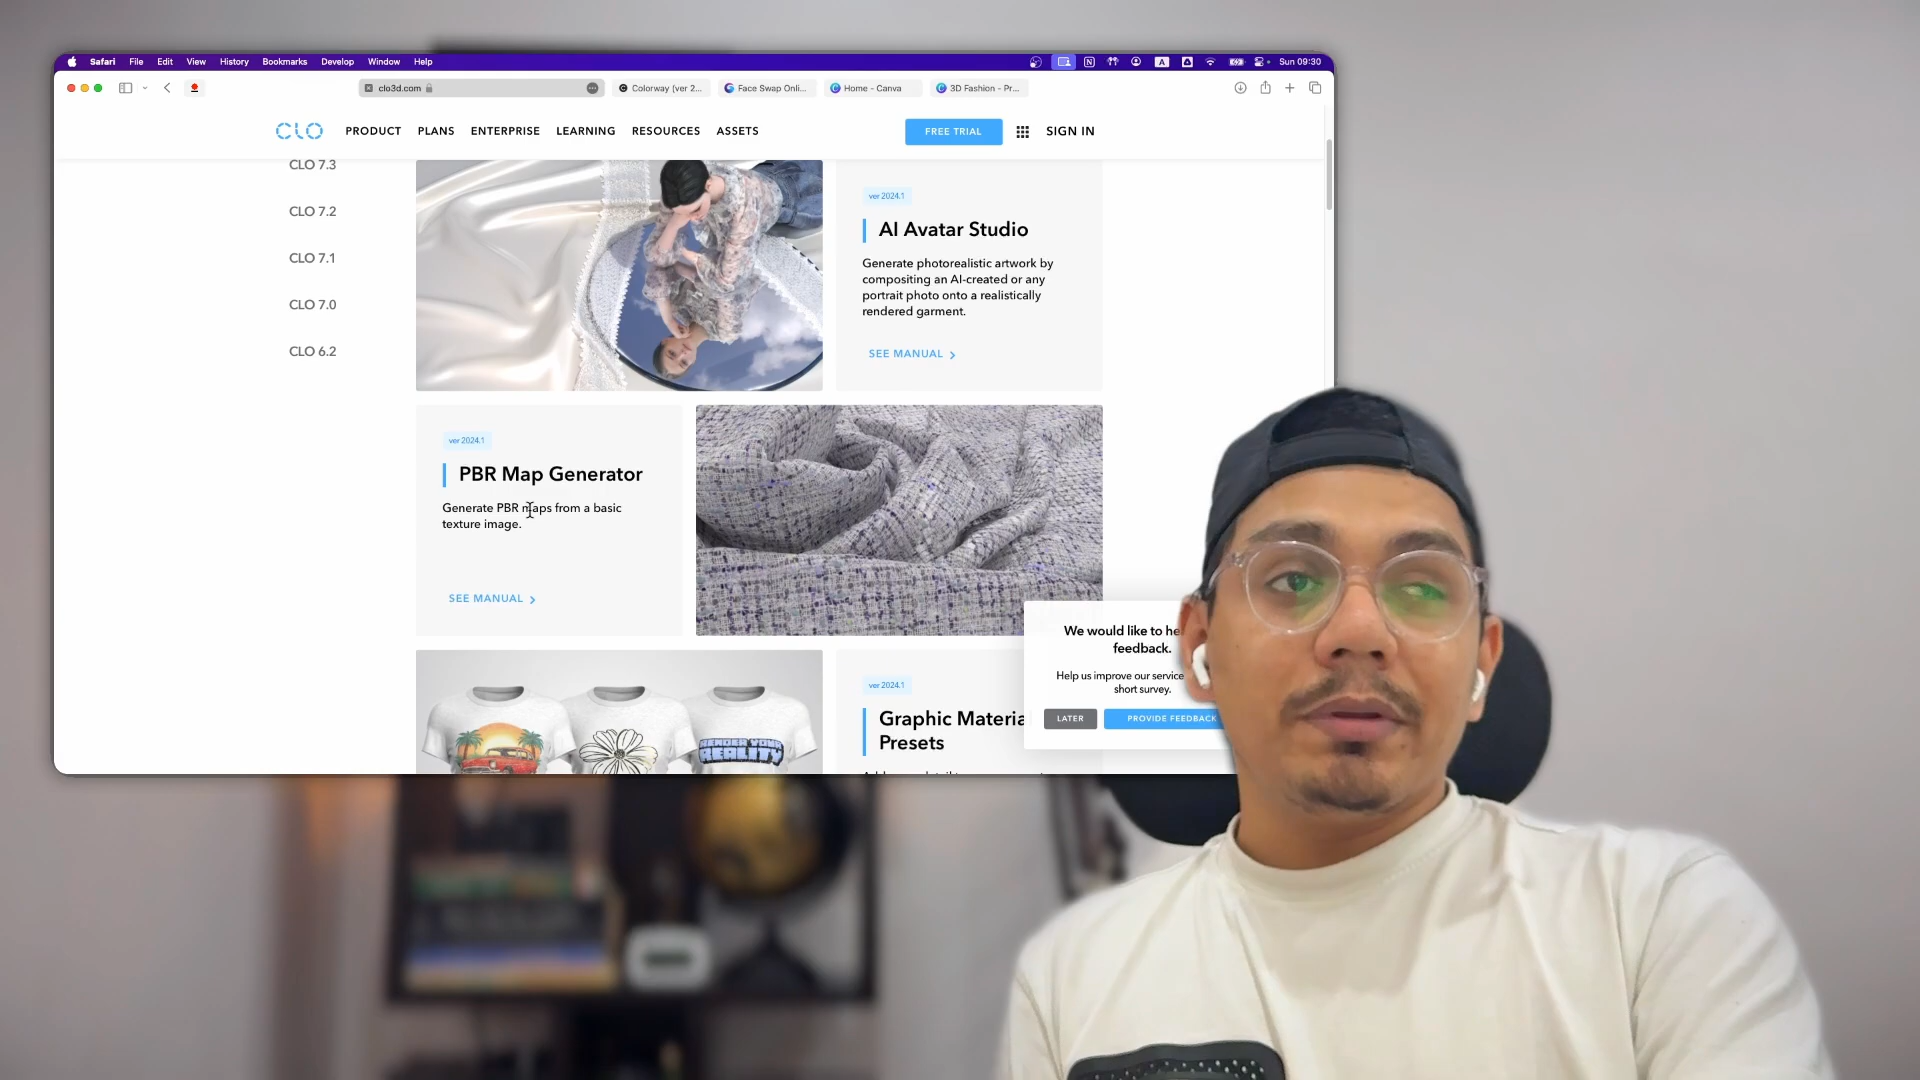 Safari File Edit View History Bookmarks Develop Window Help
Sun 09:30
clo3d.com
Colorway (ver 2...
Face Swap Onli...
Home - Canva
3D Fashion - Pr...
CLO
PRODUCT PLANS ENTERPRISE LEARNING RESOURCES ASSETS
FREE TRIAL
SIGN IN
CLO 7.3
CLO 7.2
CLO 7.1
CLO 7.0
CLO 6.2
ver 2024.1
AI Avatar Studio
Generate photorealistic artwork by
compositing an AI-created or any
portrait photo onto a realistically
rendered garment.
SEE MANUAL
ver 2024.1
PBR Map Generator
Generate PBR maps from a basic
texture image.
SEE MANUAL
RENDER YOUR
REALITY
ver 2024.1
Graphic Materia
Presets
We would like to he
feedback.
Help us improve our service
short survey.
LATER
PROVIDE FEEDBACK